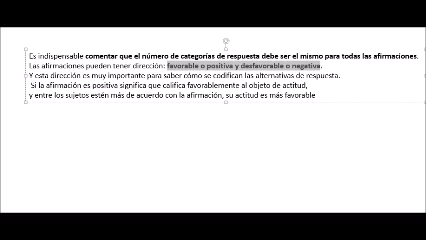 Es indispensable comentar que el número de categorías de respuesta debe ser el mismo para todas las afirmaciones.
Las afirmaciones pueden tener dirección: favorable o positiva y desfavorable o negativa.
Y esta dirección es muy importante para saber cómo se codifican las alternativas de respuesta.
Si la afirmación es positiva significa que califica favorablemente al objeto de actitud,
y entre los sujetos estén más de acuerdo con la afirmación, su actitud es más favorable